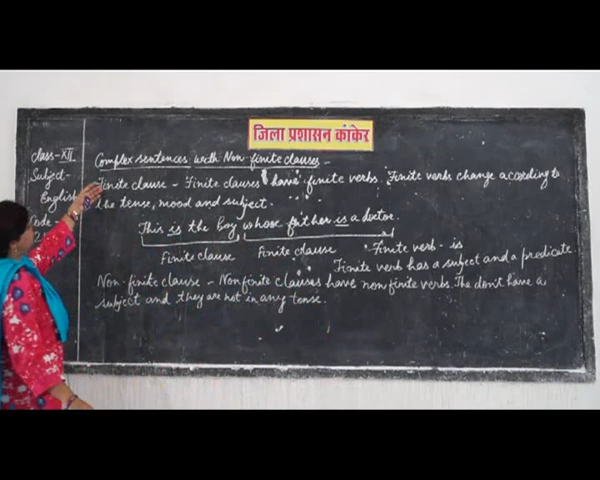 जिला प्रशासन कांकेर
Class-XII
Subject-
English
Code-
2
Complex sentences with Non-finite clauses -
Finite clause - Finite clauses have finite verbs. Finite verbs change according to
the tense, mood and subject.
This is the boy whose father is a doctor.
Finite clause Finite clause Finite verb - is
Finite verb has a subject and a predicate
Non-finite clause - Nonfinite clauses have non finite verbs. The don't have a
subject and they are not in any tense.